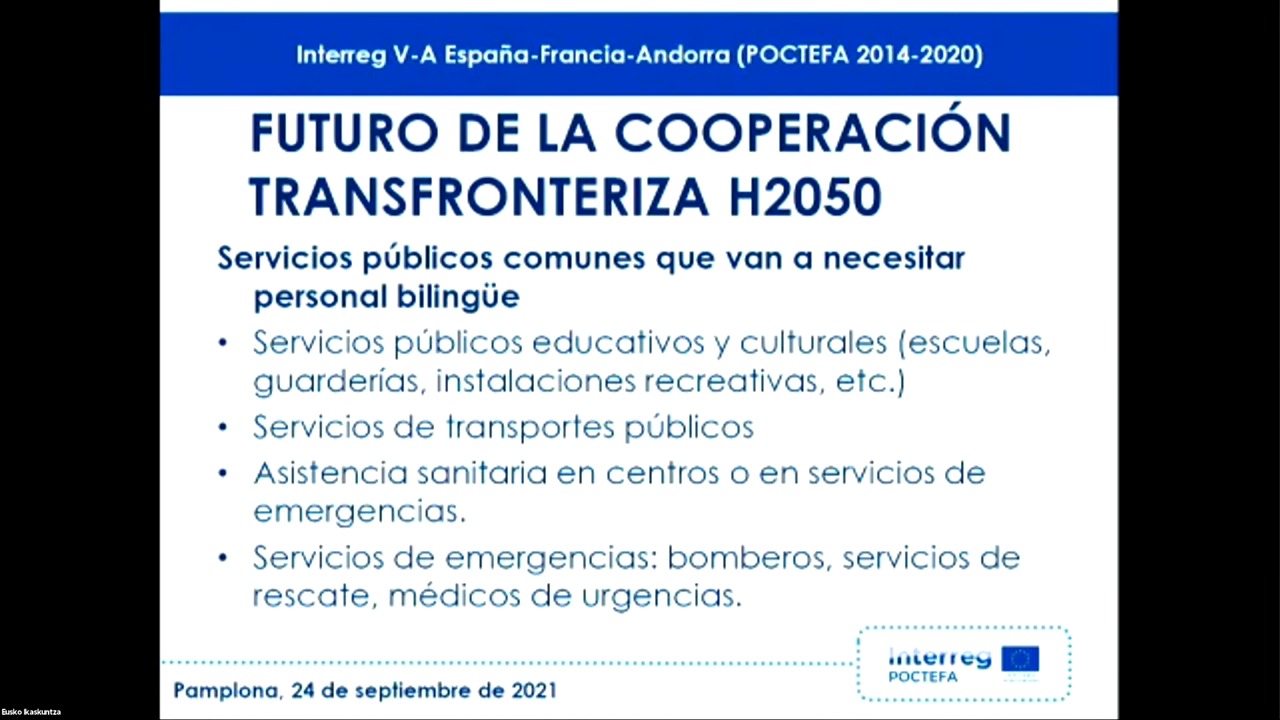 Interreg V-A España-Francia-Andorra (POCTEFA 2014-2020)
FUTURO DE LA COOPERACIÓN
TRANSFRONTERIZA H2050
Servicios públicos comunes que van a necesitar
personal bilingüe
• Servicios públicos educativos y culturales (escuelas,
guarderías, instalaciones recreativas, etc.)
• Servicios de transportes públicos
• Asistencia sanitaria en centros o en servicios de
emergencias.
• Servicios de emergencias: bomberos, servicios de
rescate, médicos de urgencias.
Interreg
POCTEFA
Pamplona, 24 de septiembre de 2021
Eusko Ikaskuntza